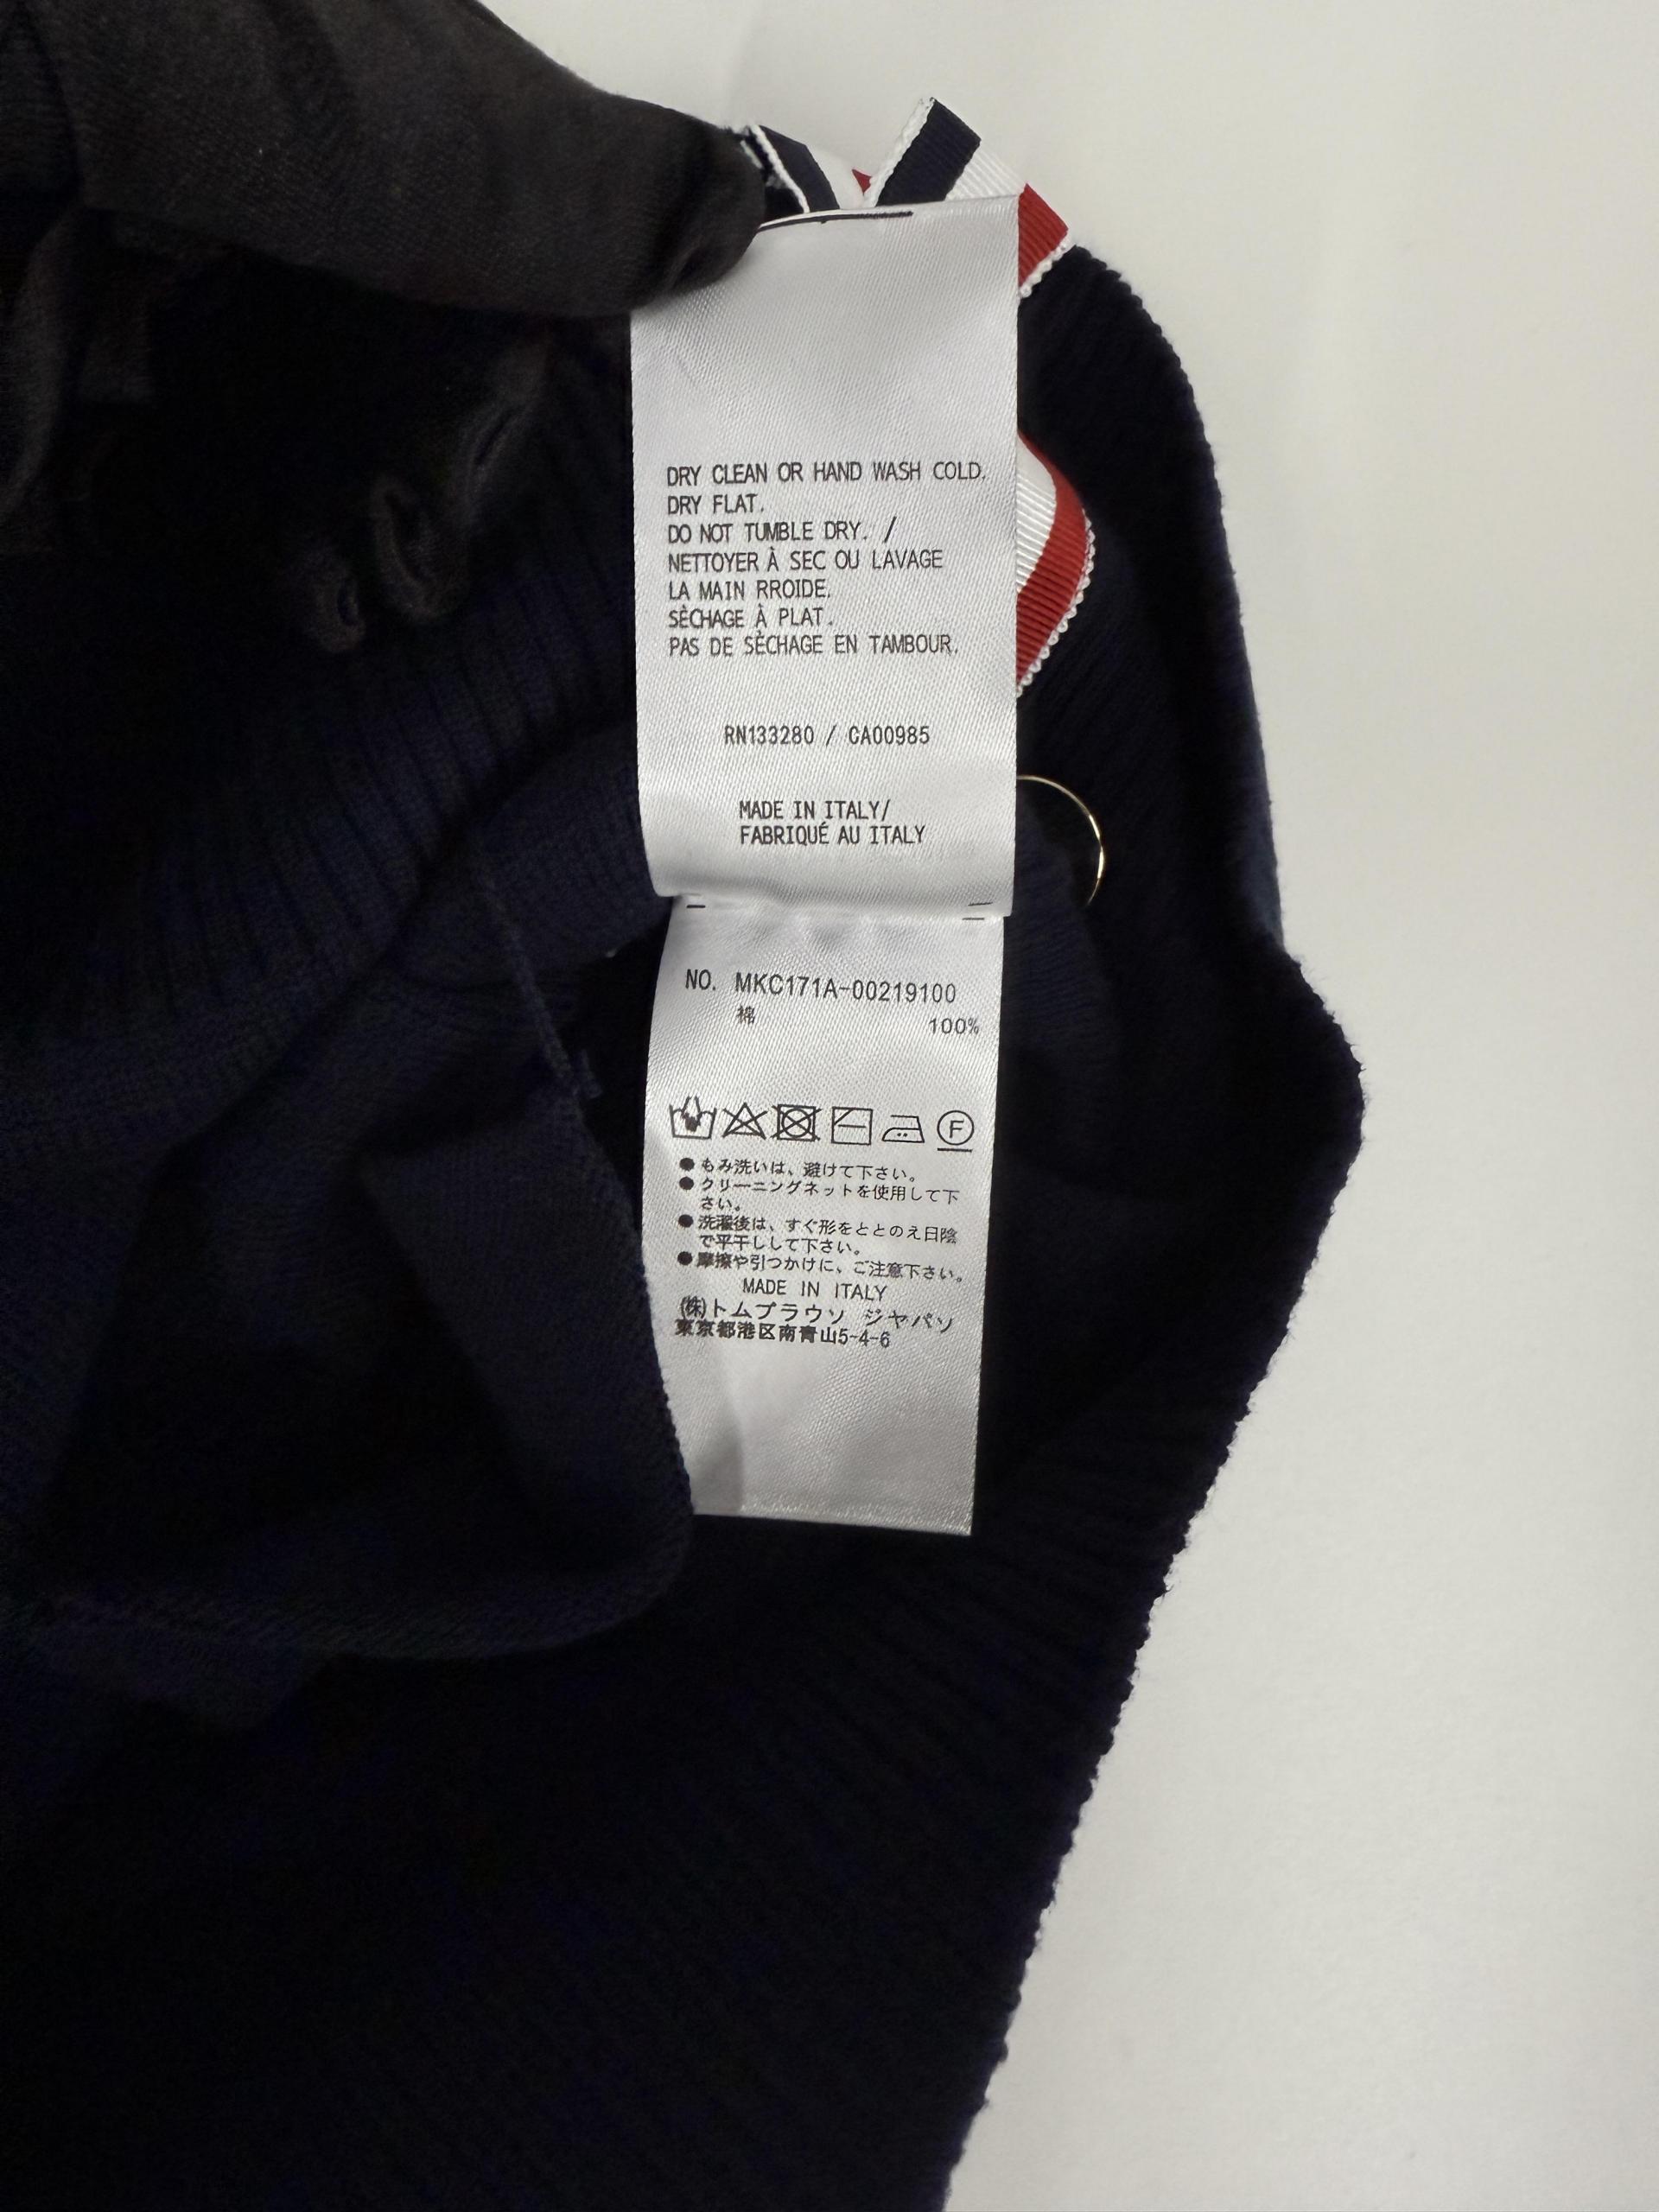 DRY CLEAN OR HAND WASH COLD.
DRY FLAT.
DO NOT TUMBLE DRY. /
NETTOYER À SEC OU LAVAGE
LA MAIN RROIDE.
SÈCHAGE À PLAT.
PAS DE SÈCHAGE EN TAMBOUR.
RN133280 / CA00985
MADE IN ITALY/
FABRIQUÉ AU ITALY
NO. MKC171A-00219100
棉 100%
F
●もみ洗いは、避けて下さい。
●クリーニングネットを使用して下
さい。
●洗濯後は、すぐ形をととのえ日陰
で平干しして下さい。
●摩擦や引つかけに、ご注意下さい。
MADE IN ITALY
(株)トムブラウソ ジヤパソ
東京都港区南青山5-4-6